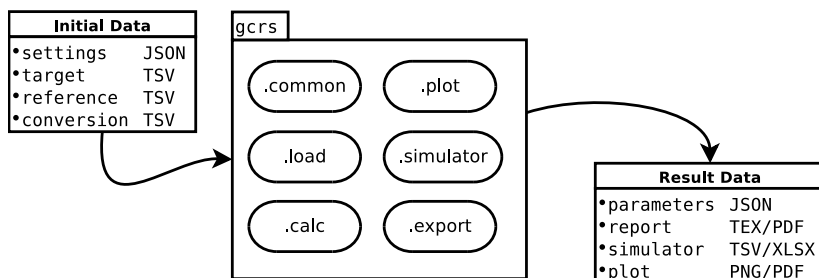 Initial Data
•settings JSON
•target TSV
•reference TSV
•conversion TSV
gcrs
.common .plot
.load .simulator
.calc .export
Result Data
•parameters JSON
•report TEX/PDF
•simulator TSV/XLSX
•plot PNG/PDF